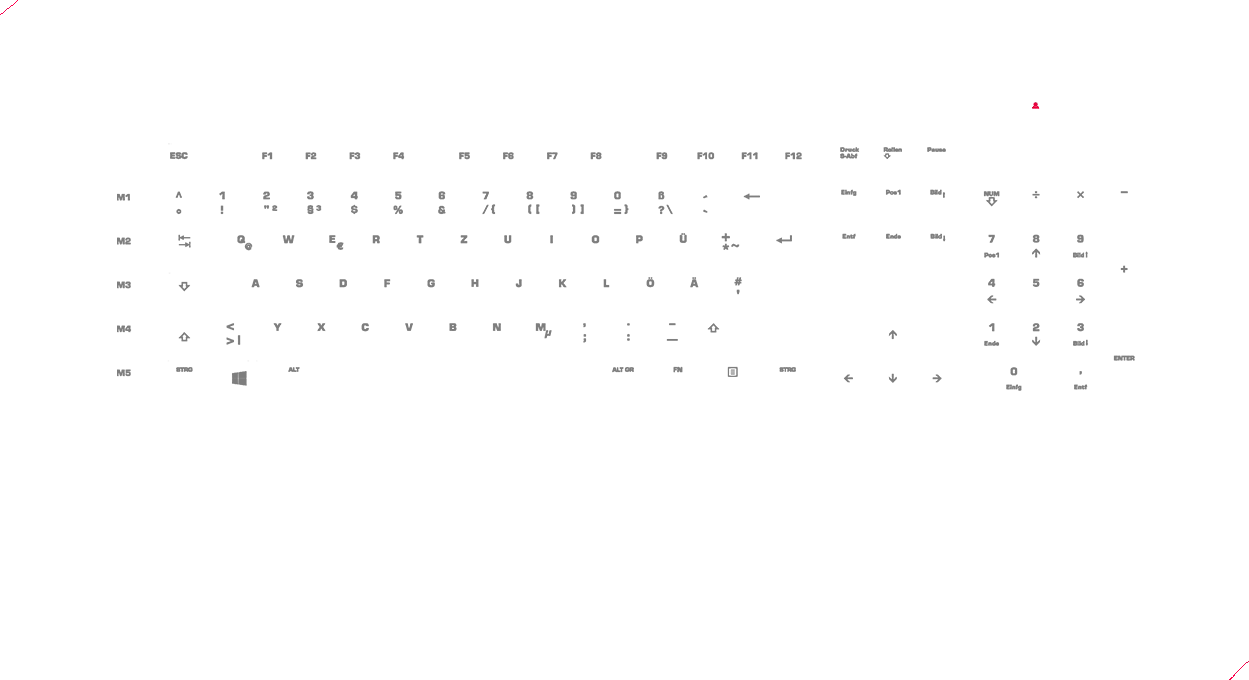 ESC F1 F2 F3 F4 F5 F6 F7 F8 F9 F10 F11 F12 Druck Rollen Pause
S-Abf
M1 ^ 1 2 3 4 5 6 7 8 9 0 ß ← Einfg Pos1 Bild NUM ÷ × −
° ! " ² § ³ $ % & / { ( [ ) ] = } ? \
M2 Q W E R T Z U I O P Ü + Entf Ende Bild 7 8 9
@ € * ~ Pos1 ↑ Bild
+
M3 A S D F G H J K L Ö Ä # 4 5 6
' ← →
M4 < Y X C V B N M µ ↑ 1 2 3
> | ; : Ende ↓ Bild
ENTER
M5 STRG ALT ALT GR FN STRG ← ↓ → 0 ,
Einfg Entf